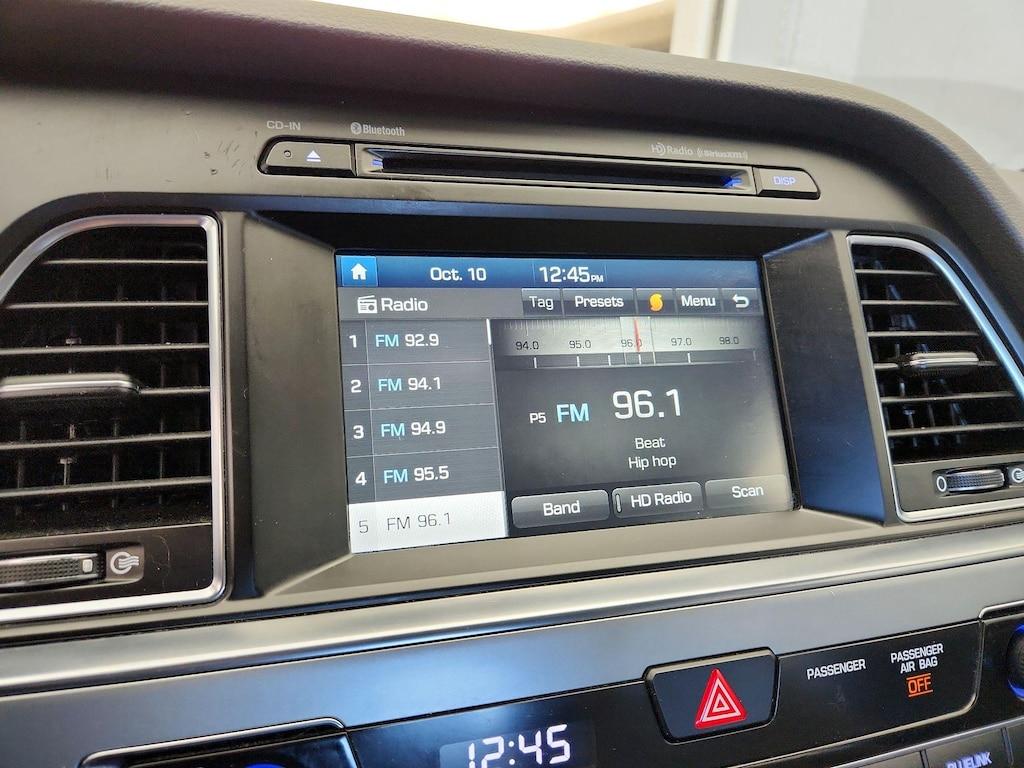 CD-IN
Bluetooth
HD Radio ((SiriusXM))
DISP
Oct. 10 12:45 PM
Radio Tag Presets Menu
1 FM 92.9
2 FM 94.1
3 FM 94.9
4 FM 95.5
5 FM 96.1
94.0 95.0 96.0 97.0 98.0
P5 FM 96.1
Beat
Hip hop
Band HD Radio Scan
PASSENGER
PASSENGER
AIR BAG
OFF
12:45
BLUELINK